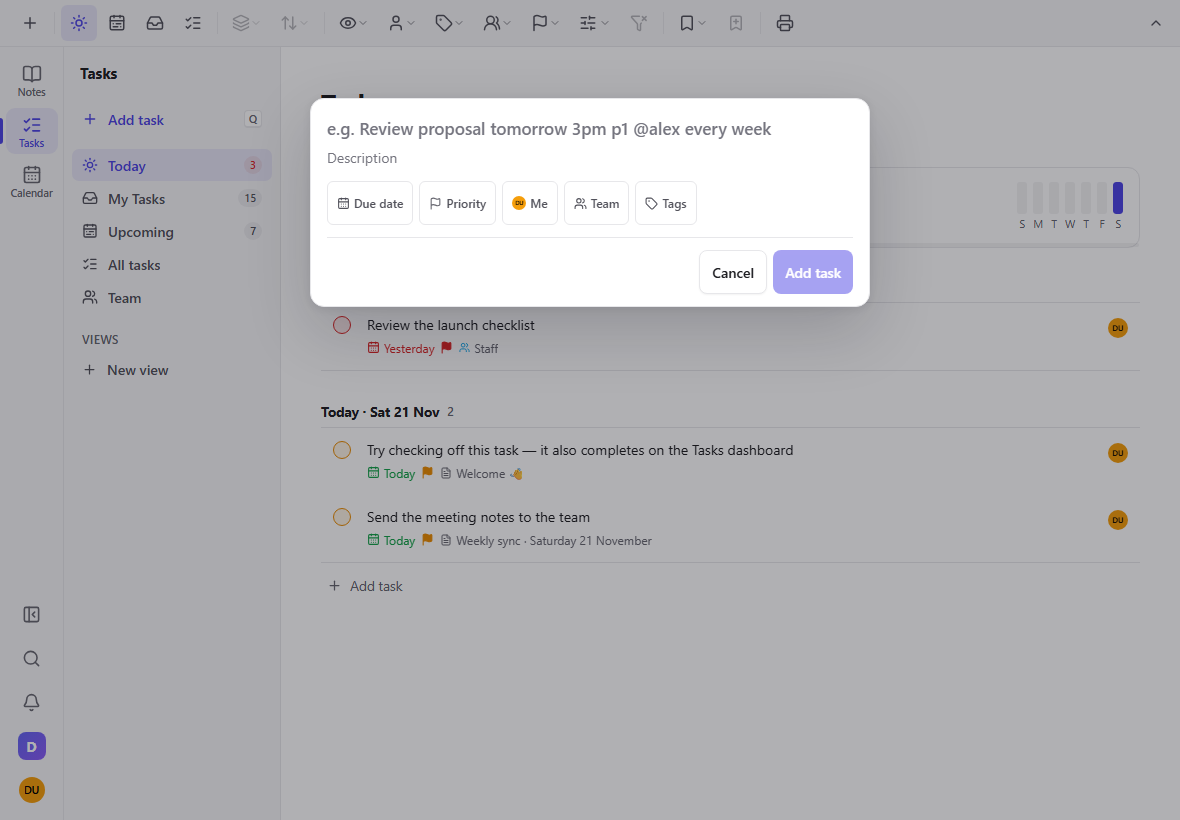 Notes
Tasks
Calendar
D
DU
Tasks
Add task Q
Today 3
My Tasks 15
Upcoming 7
All tasks
Team
VIEWS
New view
e.g. Review proposal tomorrow 3pm p1 @alex every week
Description
Due date Priority DU Me Team Tags
Cancel Add task
S M T W T F S
Review the launch checklist DU
Yesterday Staff
Today · Sat 21 Nov 2
Try checking off this task — it also completes on the Tasks dashboard DU
Today Welcome 👋
Send the meeting notes to the team DU
Today Weekly sync · Saturday 21 November
Add task